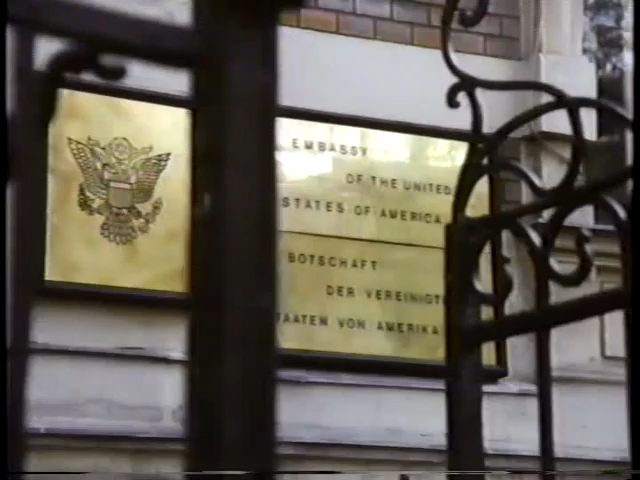 EMBASSY
OF THE UNITED
STATES OF AMERICA
BOTSCHAFT
DER VEREINIGT
TAATEN VON AMERIKA